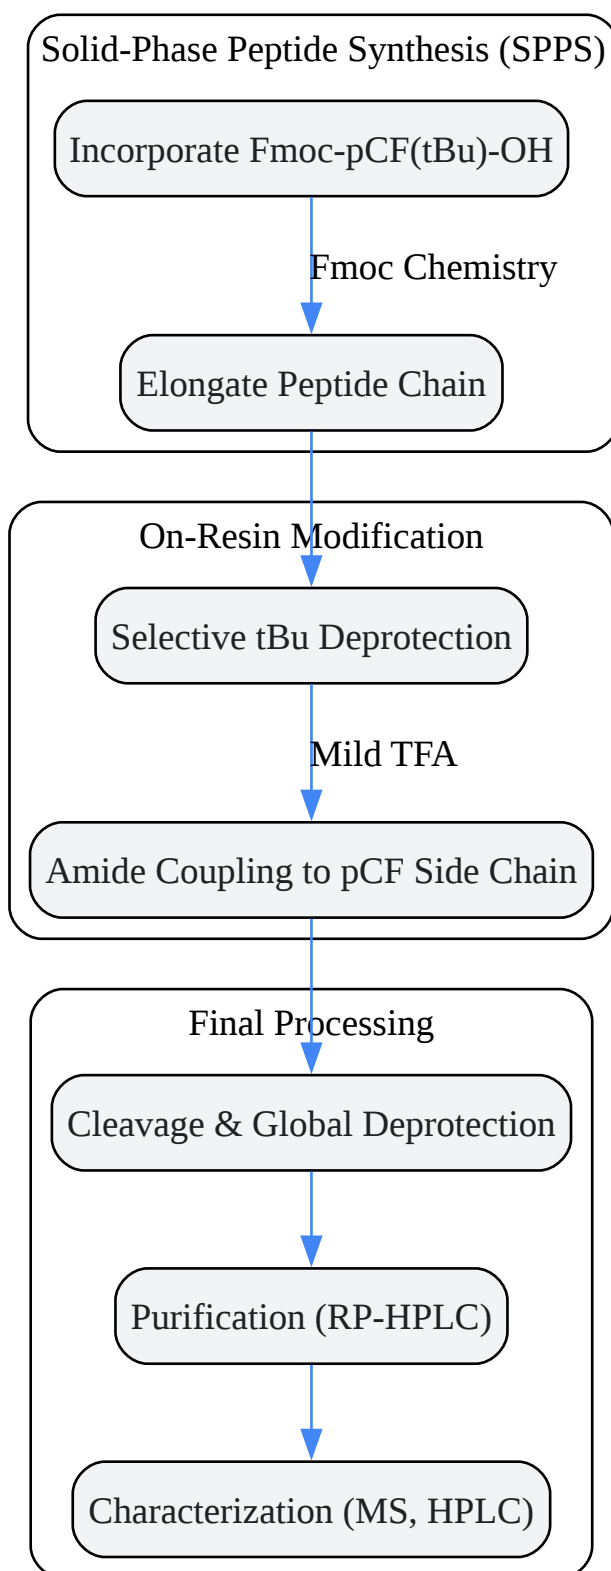 Solid-Phase Peptide Synthesis (SPPS)
Incorporate Fmoc-pCF(tBu)-OH
Fmoc Chemistry
Elongate Peptide Chain
On-Resin Modification
Selective tBu Deprotection
Mild TFA
Amide Coupling to pCF Side Chain
Final Processing
Cleavage & Global Deprotection
Purification (RP-HPLC)
Characterization (MS, HPLC)